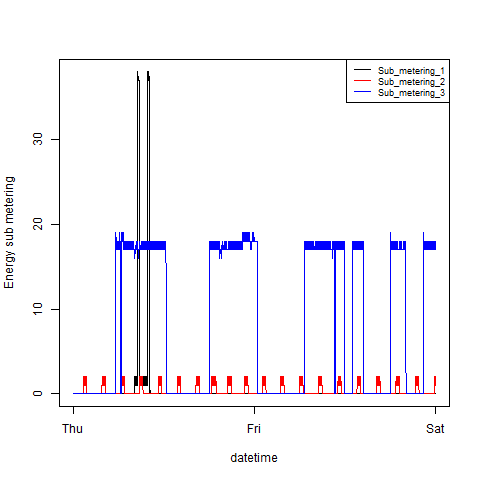 Sub_metering_1
Sub_metering_2
Sub_metering_3
30
20
10
0
Energy sub metering
Thu Fri Sat
datetime